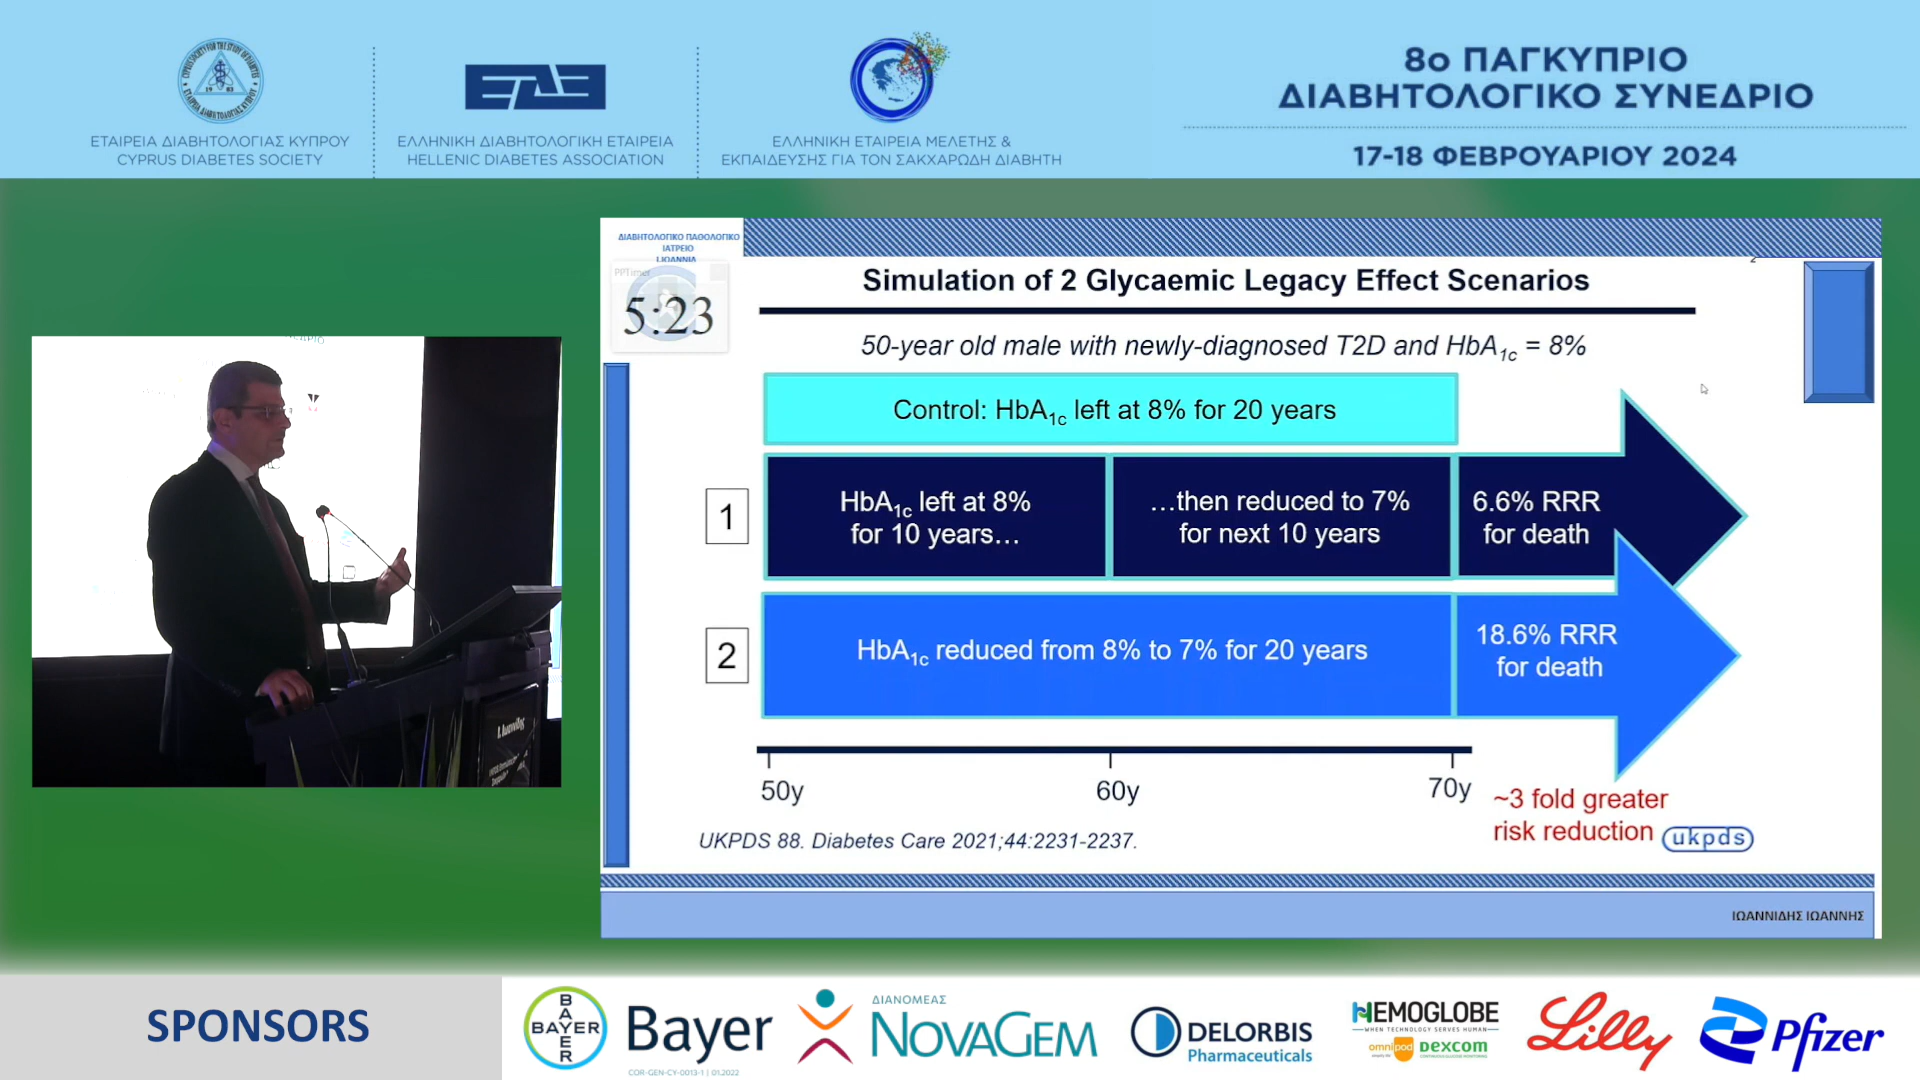 ΕΤΑΙΡΕΙΑ ΔΙΑΒΗΤΟΛΟΓΙΑΣ ΚΥΠΡΟΥ
CYPRUS DIABETES SOCIETY
ΕΔΕ
ΕΛΛΗΝΙΚΗ ΔΙΑΒΗΤΟΛΟΓΙΚΗ ΕΤΑΙΡΕΙΑ
HELLENIC DIABETES ASSOCIATION
ΕΛΛΗΝΙΚΗ ΕΤΑΙΡΕΙΑ ΜΕΛΕΤΗΣ &
ΕΚΠΑΙΔΕΥΣΗΣ ΓΙΑ ΤΟΝ ΣΑΚΧΑΡΩΔΗ ΔΙΑΒΗΤΗ
8ο ΠΑΓΚΥΠΡΙΟ
ΔΙΑΒΗΤΟΛΟΓΙΚΟ ΣΥΝΕΔΡΙΟ
17-18 ΦΕΒΡΟΥΑΡΙΟΥ 2024
ΔΙΑΒΗΤΟΛΟΓΙΚΟ ΠΑΘΟΛΟΓΙΚΟ
ΙΑΤΡΕΙΟ
PPTimer
5:23
Simulation of 2 Glycaemic Legacy Effect Scenarios
50-year old male with newly-diagnosed T2D and HbA1c = 8%
Control: HbA1c left at 8% for 20 years
1
HbA1c left at 8%
for 10 years…
…then reduced to 7%
for next 10 years
6.6% RRR
for death
2
HbA1c reduced from 8% to 7% for 20 years
18.6% RRR
for death
50y
60y
70y
~3 fold greater
risk reduction
ukpds
UKPDS 88. Diabetes Care 2021;44:2231-2237.
ΙΩΑΝΝΙΔΗΣ ΙΩΑΝΝΗΣ
SPONSORS
BAYER
BAYER
Bayer
COR-GEN-CY-0013-1 | 01.2022
ΔΙΑΝΟΜΕΑΣ
NOVAGEM
DELORBIS
Pharmaceuticals
HEMOGLOBE
WHEN TECHNOLOGY SERVES HUMAN
omnipod
DEXCOM
Lilly
Pfizer